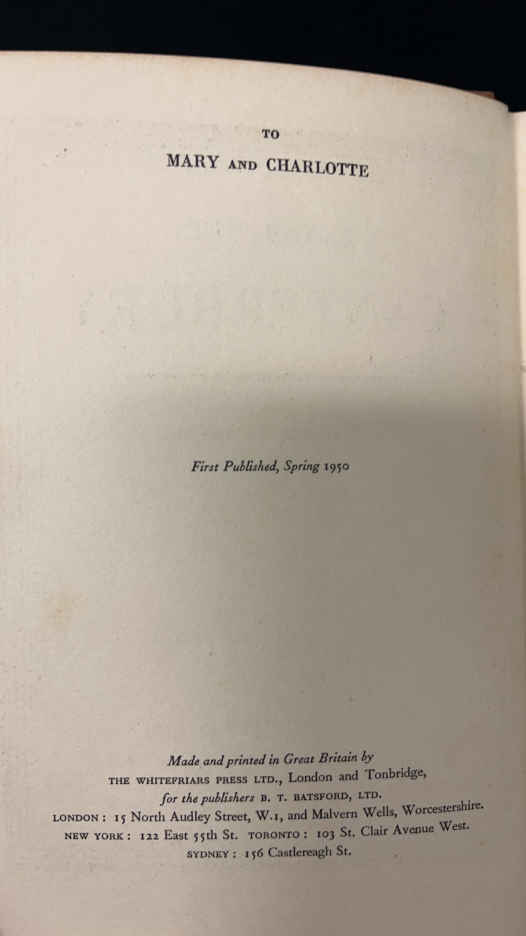 TO
MARY AND CHARLOTTE
First Published, Spring 1950
Made and printed in Great Britain by
THE WHITEFRIARS PRESS LTD., London and Tonbridge,
for the publishers B. T. BATSFORD, LTD.
LONDON : 15 North Audley Street, W.1, and Malvern Wells, Worcestershire.
NEW YORK : 122 East 55th St. TORONTO : 103 St. Clair Avenue West.
SYDNEY : 156 Castlereagh St.